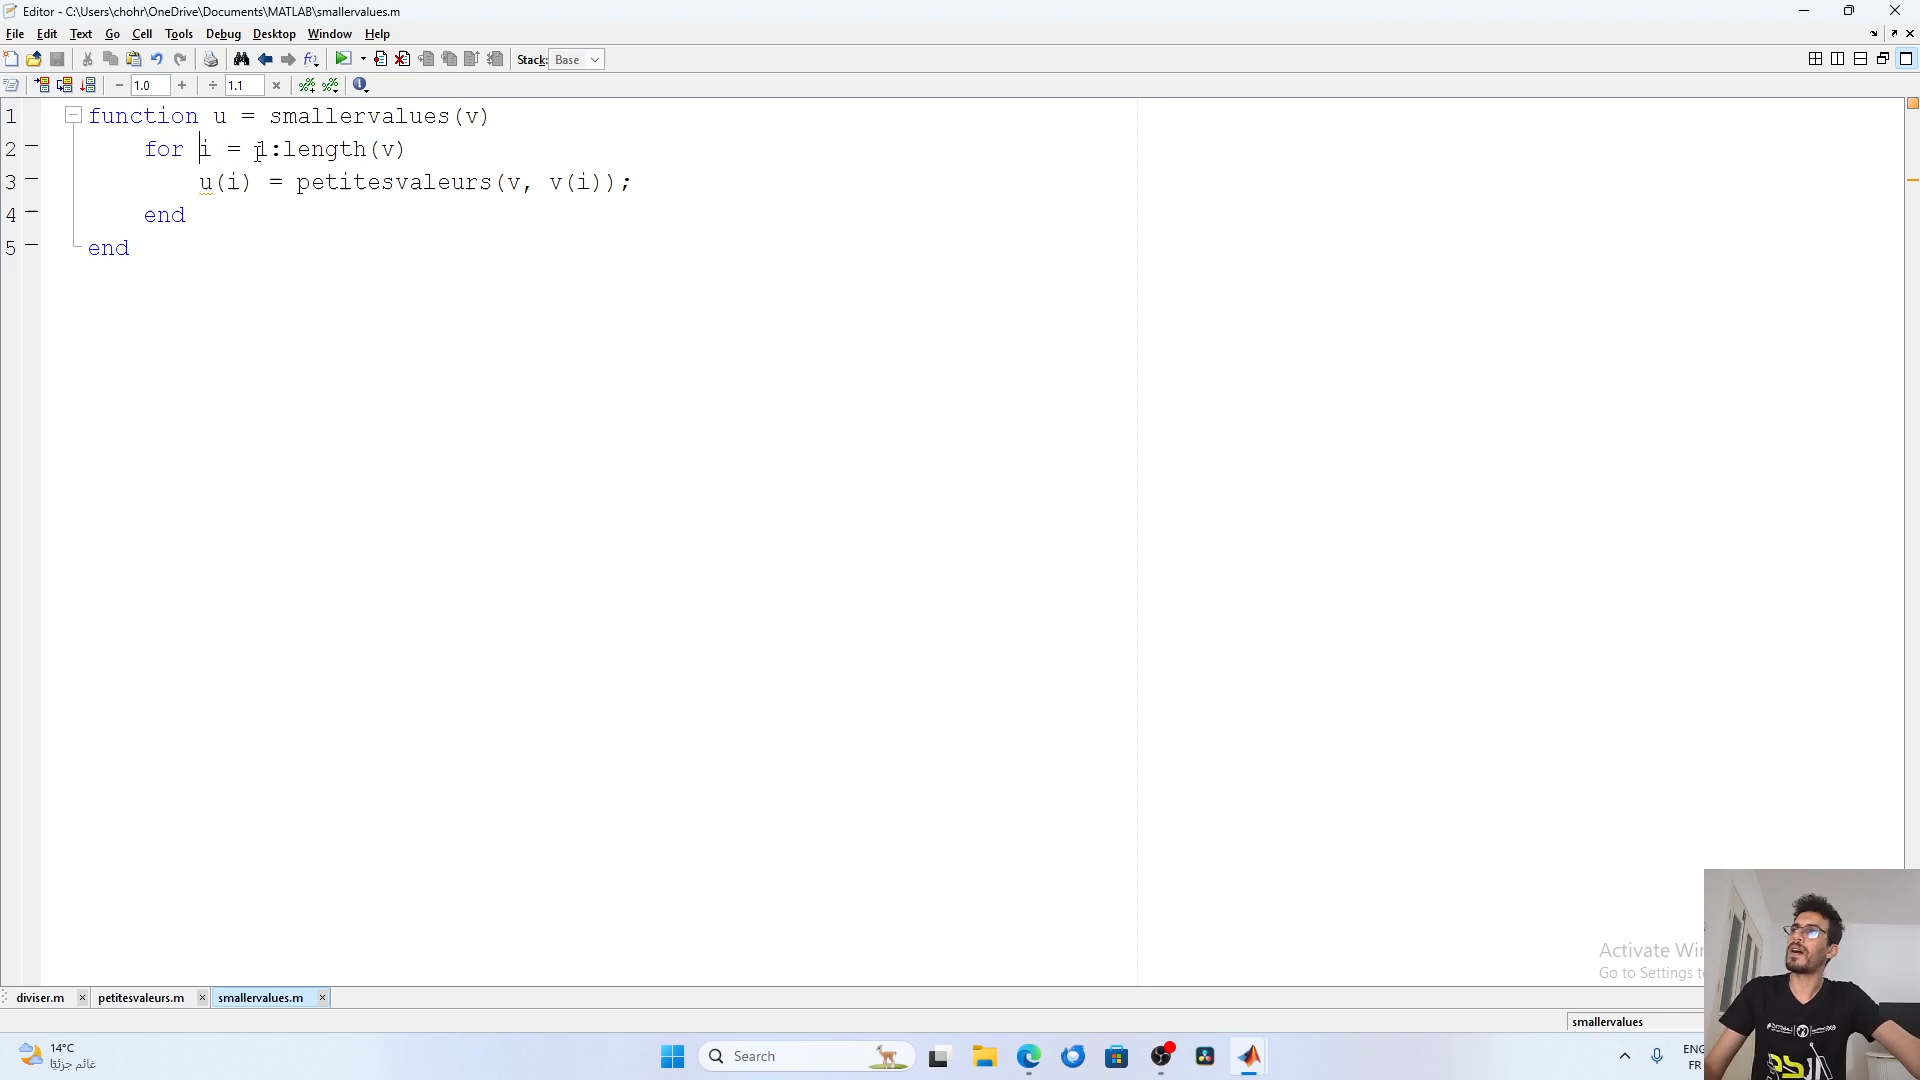 Editor - C:\Users\chohr\OneDrive\Documents\MATLAB\smallervalues.m
File Edit Text Go Cell Tools Debug Desktop Window Help
Stack: Base
1.0
1.1
1 function u = smallervalues(v)
2 for i = 1:length(v)
3 u(i) = petitesvaleurs(v, v(i));
4 end
5 end
Activate Wi
Go to Settings t
diviser.m petitesvaleurs.m smallervalues.m
smallervalues
14°C
غائم جزئيًا
Search
ENG
FR